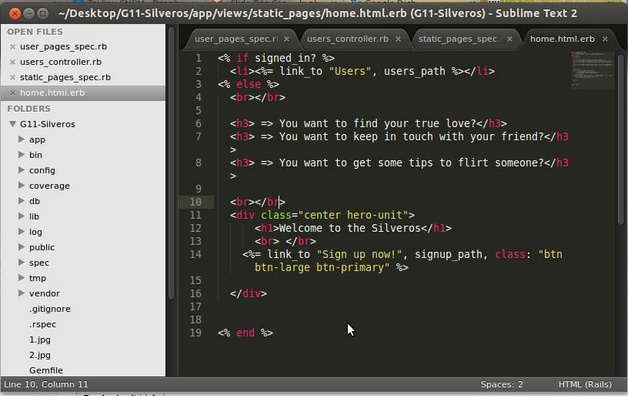 ~/Desktop/G11-Silveros/app/views/static_pages/home.html.erb (G11-Silveros) - Sublime Text 2
OPEN FILES
user_pages_spec.rb
users_controller.rb
static_pages_spec.rb
home.html.erb
FOLDERS
G11-Silveros
app
bin
config
coverage
db
lib
log
public
spec
tmp
vendor
.gitignore
.rspec
1.jpg
2.jpg
Gemfile
user_pages_spec.r × users_controller.rb × static_pages_spec. × home.html.erb ×
1 <% if signed_in? %>
2 <li><%= link_to "Users", users_path %></li>
3 <% else %>
4 <br></br>
5
6 <h3> => You want to find your true love?</h3>
7 <h3> => You want to keep in touch with your friend?</h3
>
8 <h3> => You want to get some tips to flirt someone?</h3
>
9
10 <br></br>
11 <div class="center hero-unit">
12 <h1>Welcome to the Silveros</h1>
13 <br> </br>
14 <%= link_to "Sign up now!", signup_path, class: "btn
btn-large btn-primary" %>
15
16 </div>
17
18
19 <% end %>
Line 10, Column 11 Spaces: 2 HTML (Rails)